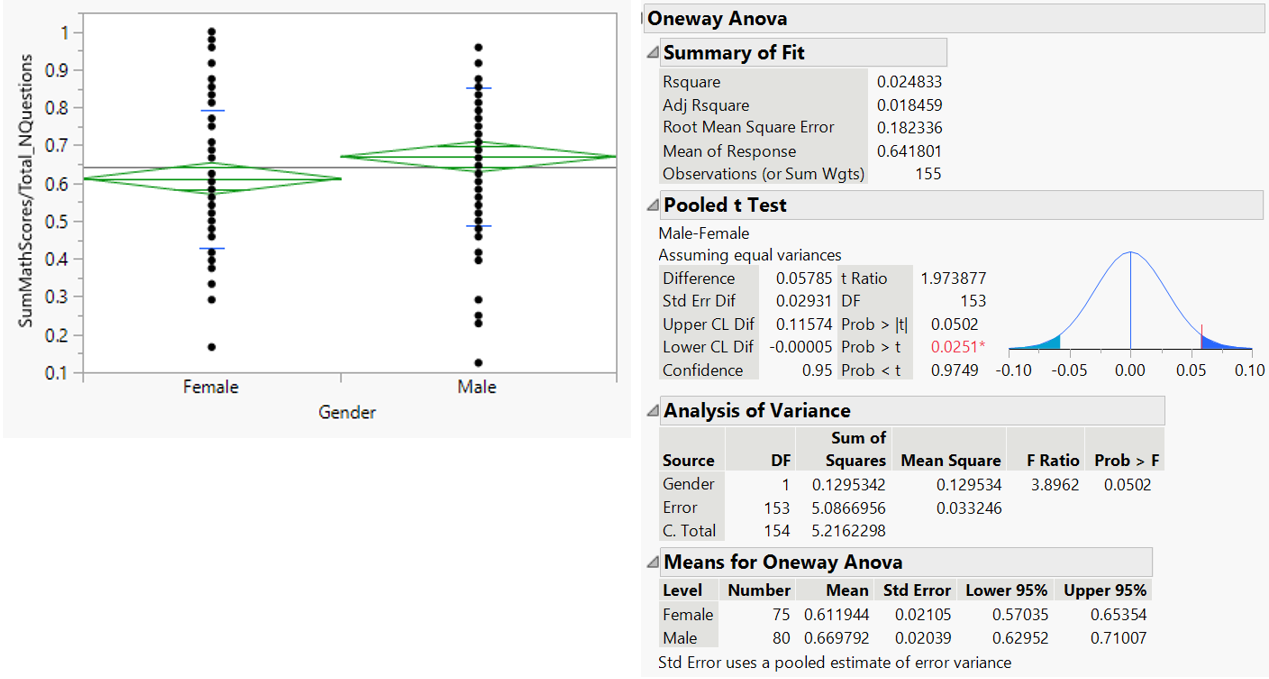 SumMathScores/Total_NQuestions
1
0.9
0.8
0.7
0.6
0.5
0.4
0.3
0.2
0.1
Female Male
Gender
Oneway Anova
Summary of Fit
Rsquare 0.024833
Adj Rsquare 0.018459
Root Mean Square Error 0.182336
Mean of Response 0.641801
Observations (or Sum Wgts) 155
Pooled t Test
Male-Female
Assuming equal variances
Difference 0.05785 t Ratio 1.973877
Std Err Dif 0.02931 DF 153
Upper CL Dif 0.11574 Prob > |t| 0.0502
Lower CL Dif -0.00005 Prob > t 0.0251*
Confidence 0.95 Prob < t 0.9749
-0.10 -0.05 0.00 0.05 0.10
Analysis of Variance
Source DF Sum of Squares Mean Square F Ratio Prob > F
Gender 1 0.1295342 0.129534 3.8962 0.0502
Error 153 5.0866956 0.033246
C. Total 154 5.2162298
Means for Oneway Anova
Level Number Mean Std Error Lower 95% Upper 95%
Female 75 0.611944 0.02105 0.57035 0.65354
Male 80 0.669792 0.02039 0.62952 0.71007
Std Error uses a pooled estimate of error variance